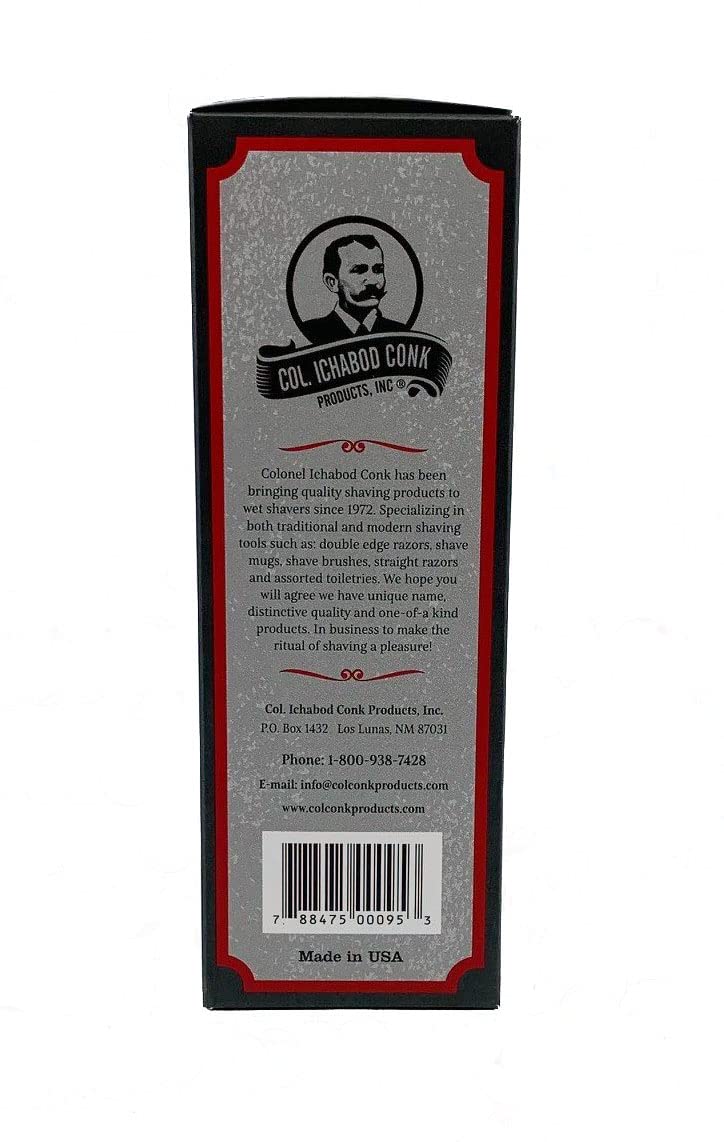 COL. ICHABOD CONK
PRODUCTS, INC ®
Colonel Ichabod Conk has been
bringing quality shaving products to
wet shavers since 1972. Specializing in
both traditional and modern shaving
tools such as: double edge razors, shave
mugs, shave brushes, straight razors
and assorted toiletries. We hope you
will agree we have unique name,
distinctive quality and one-of-a kind
products. In business to make the
ritual of shaving a pleasure!
Col. Ichabod Conk Products, Inc.
P.O. Box 1432 Los Lunas, NM 87031
Phone: 1-800-938-7428
E-mail: info@colconkproducts.com
www.colconkproducts.com
7 88475 00095 3
Made in USA